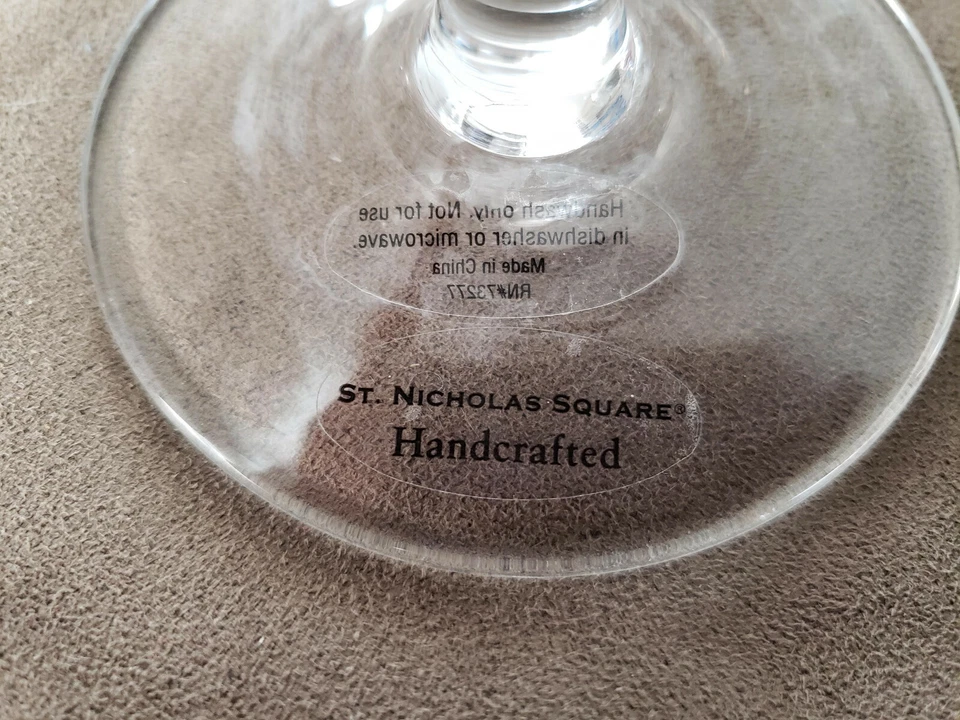 Handwash only. Not for use
in dishwasher or microwave.
Made in China
RN#73277
ST. NICHOLAS SQUARE®
Handcrafted